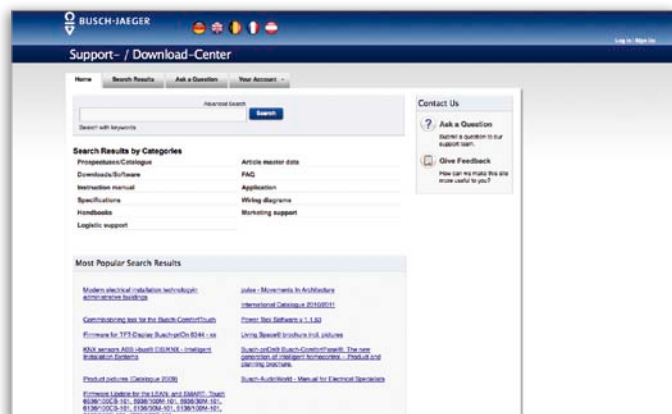 BUSCH-JAEGER
Log in | Sign Up
Support- / Download-Center
Home
Search Results
Ask a Question
Your Account
Advanced Search
Search
Search with keywords
Contact Us
Ask a Question
Submit a question to our
support team.
Give Feedback
How can we make this site
more useful to you?
Search Results by Categories
Prospectuses/Catalogue
Article master data
Downloads/Software
FAQ
Instruction manual
Application
Specifications
Wiring diagrams
Handbooks
Marketing support
Logistic support
Most Popular Search Results
Modern electrical installation technology in
administrative buildings
pulse - Movements in Architecture
International Catalogue 2010/2011
Commissioning tool for the Busch-ComfortTouch
Power Tool Software v 1.1.53
Firmware for TFT-Display Busch-priOn 6344 - xx
Living Space® brochure incl. pictures
KNX sensors ABB i-bus® EIB/KNX - Intelligent
Installation Systems
Busch-priOn® Busch-ComfortPanel®. The new
generation of intelligent homecontrol. - Product and
planning brochure.
Product pictures (Catalogue 2009)
Busch-AudioWorld - Manual for Electrical Specialists
Firmware Update for the LEAN- and SMART- Touch